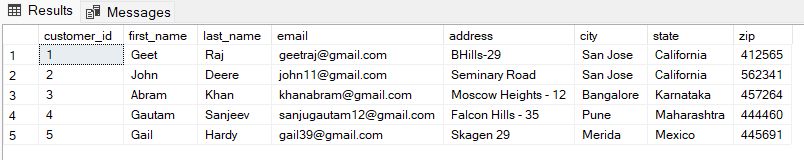 Results Messages
customer_id first_name last_name email address city state zip
1 1 Geet Raj geetraj@gmail.com BHills-29 San Jose California 412565
2 2 John Deere john11@gmail.com Seminary Road San Jose California 562341
3 3 Abram Khan khanabram@gmail.com Moscow Heights - 12 Bangalore Karnataka 457264
4 4 Gautam Sanjeev sanjugautam12@gmail.com Falcon Hills - 35 Pune Maharashtra 444460
5 5 Gail Hardy gail39@gmail.com Skagen 29 Merida Mexico 445691